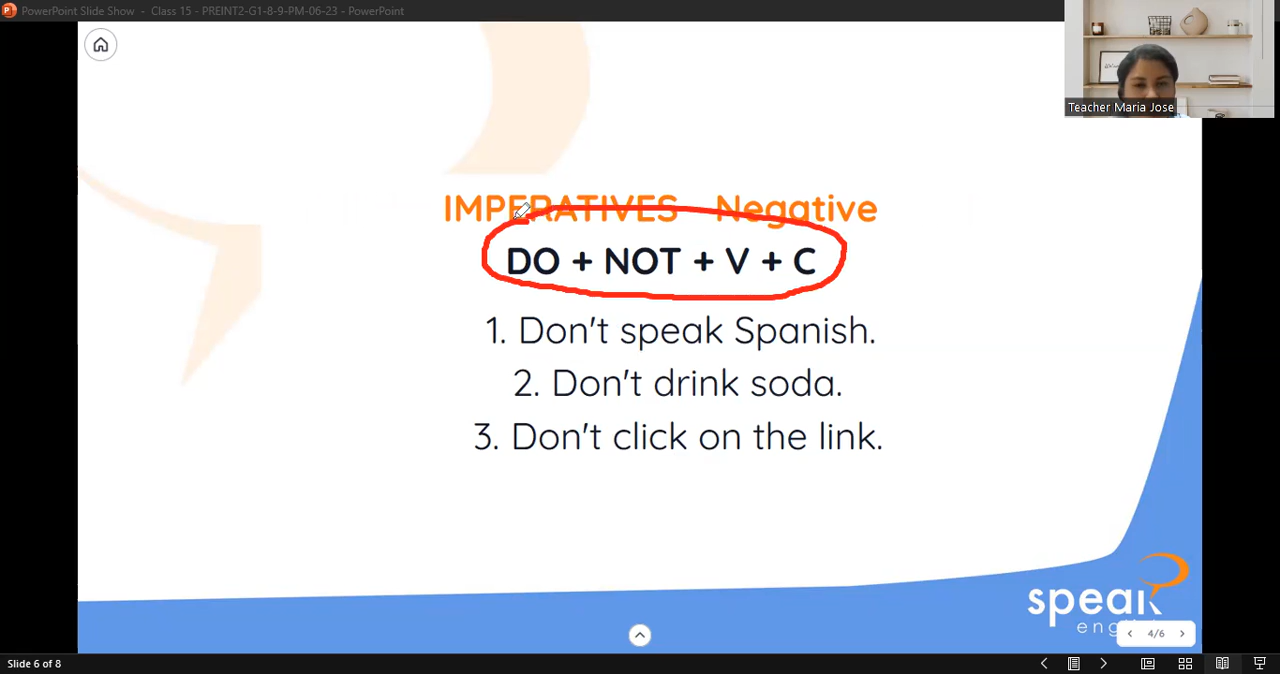 PowerPoint Slide Show - Class 15 - PREINT2-G1-8-9-PM-06-23 - PowerPoint
Teacher Maria Jose
IMPERATIVES - Negative
DO + NOT + V + C
1. Don't speak Spanish.
2. Don't drink soda.
3. Don't click on the link.
speak
eng
4/6
Slide 6 of 8